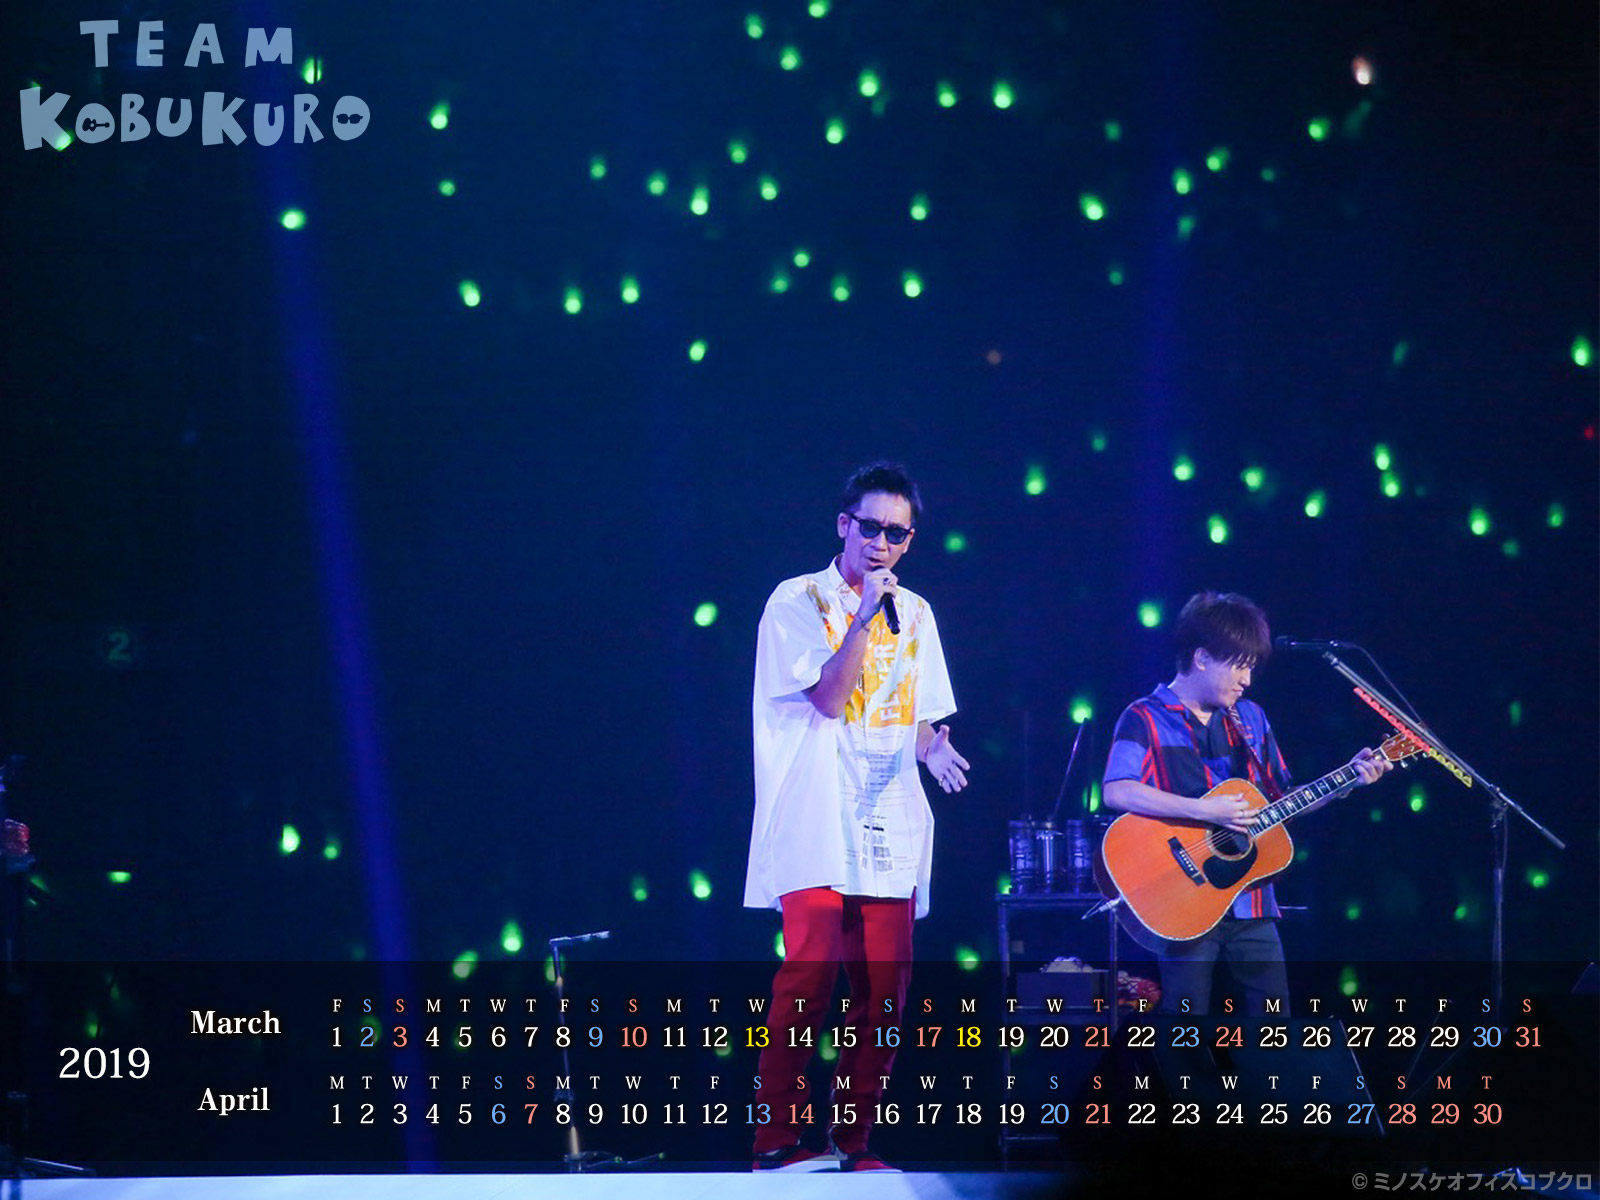 TEAM
KOBUKURO
2
FLOWER
2019
March
F S S M T W T F S S M T W T F S S M T W T F S S M T W T F S S
1 2 3 4 5 6 7 8 9 10 11 12 13 14 15 16 17 18 19 20 21 22 23 24 25 26 27 28 29 30 31
April
M T W T F S S M T W T F S S M T W T F S S M T W T F S S M T
1 2 3 4 5 6 7 8 9 10 11 12 13 14 15 16 17 18 19 20 21 22 23 24 25 26 27 28 29 30
© ミノスケオフィスコブクロ